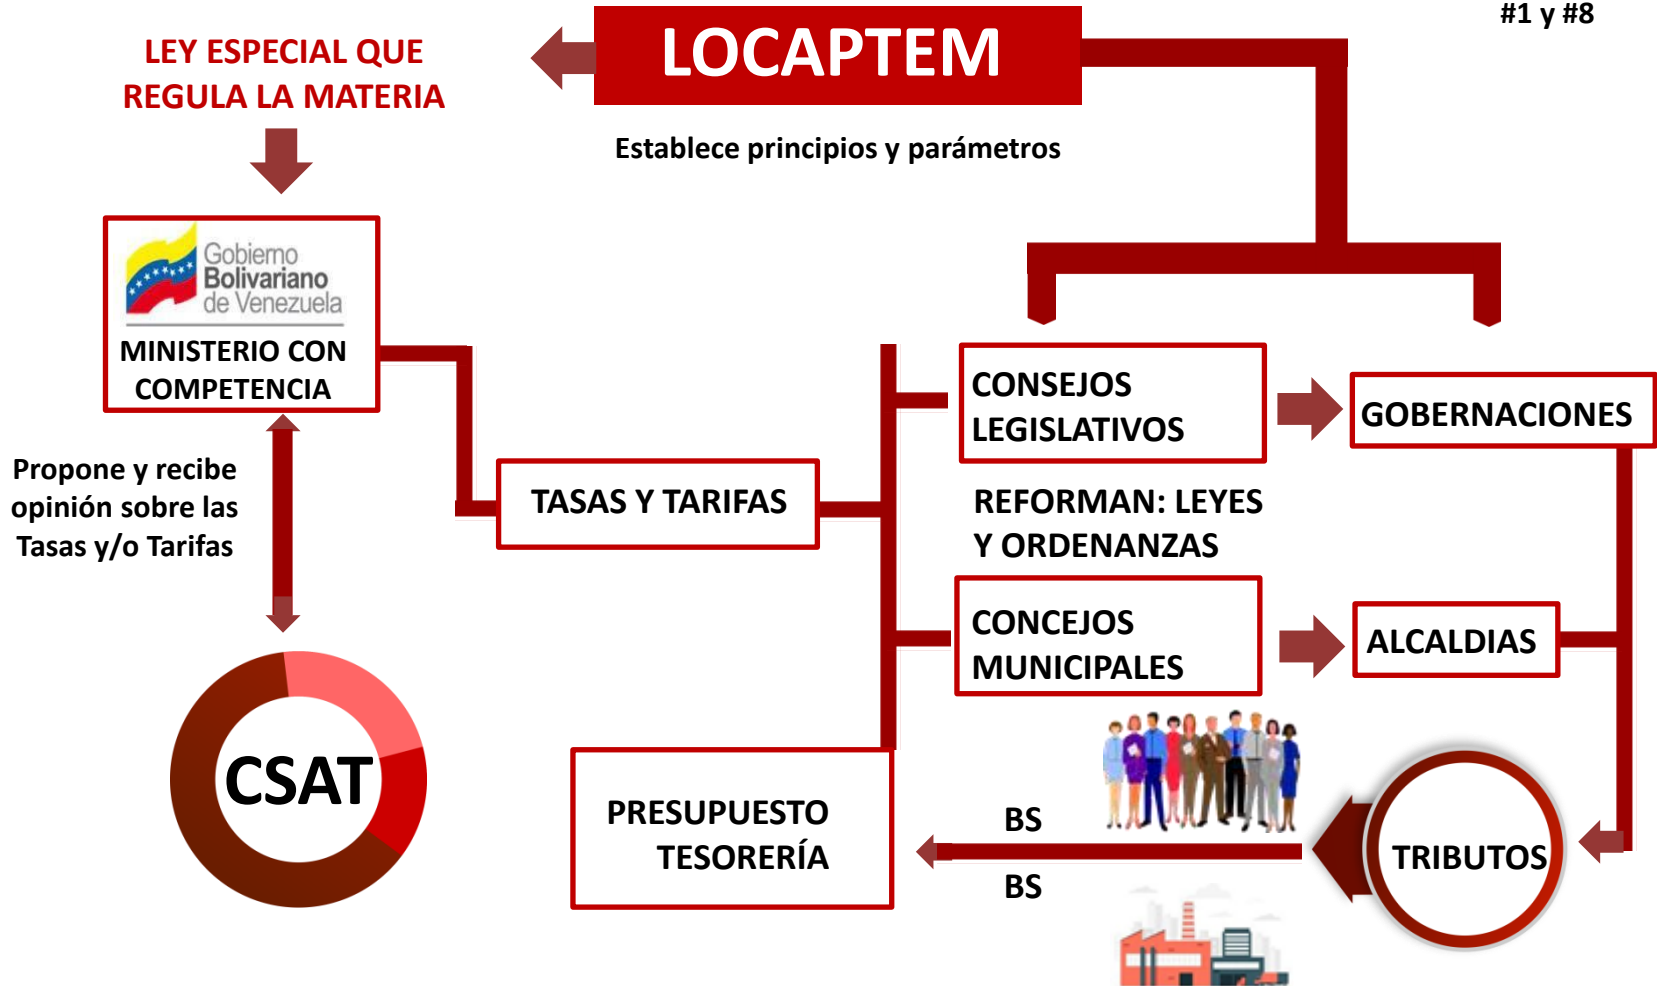 #1 y #8
LOCAPTEM
LEY ESPECIAL QUE
REGULA LA MATERIA
Establece principios y parámetros
Gobierno
Bolivariano
de Venezuela
MINISTERIO CON
COMPETENCIA
Propone y recibe
opinión sobre las
Tasas y/o Tarifas
CSAT
TASAS Y TARIFAS
CONSEJOS
LEGISLATIVOS
GOBERNACIONES
REFORMAN: LEYES
Y ORDENANZAS
CONCEJOS
MUNICIPALES
ALCALDIAS
PRESUPUESTO
TESORERÍA
BS
BS
TRIBUTOS